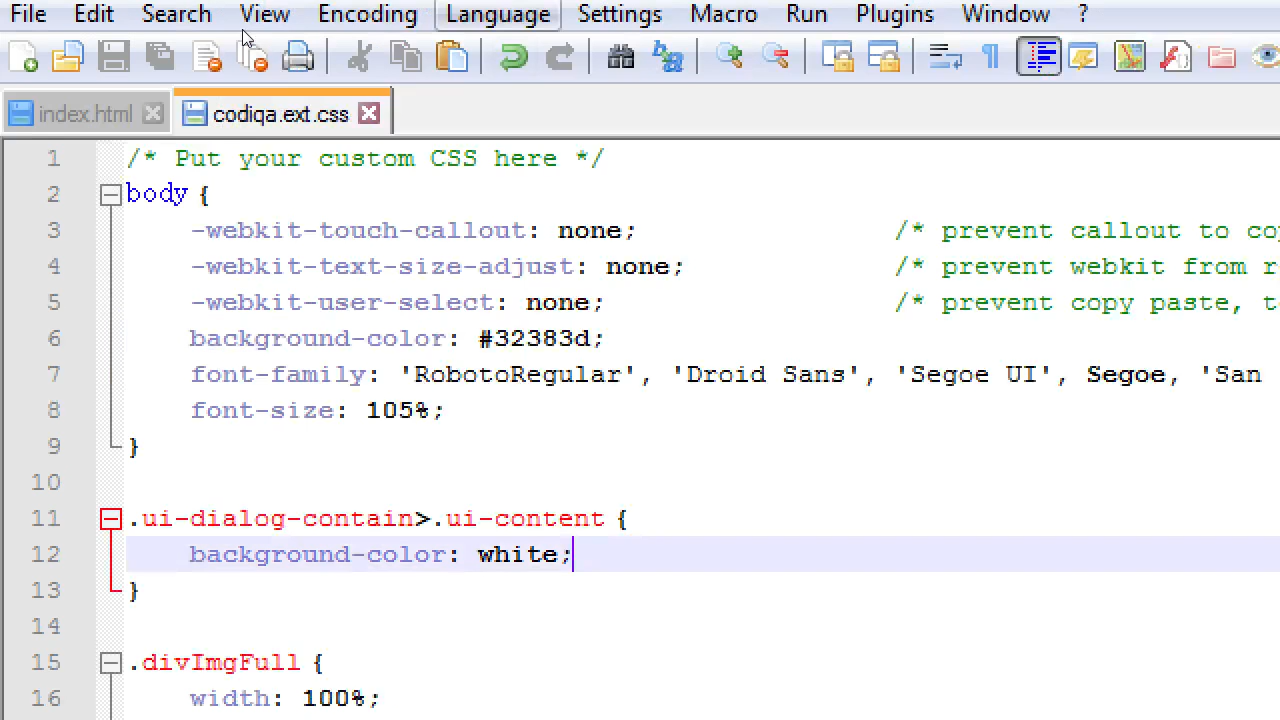 File Edit Search View Encoding Language Settings Macro Run Plugins Window ?
index.html codiqa.ext.css
1 /* Put your custom CSS here */
2 body {
3 -webkit-touch-callout: none; /* prevent callout to co
4 -webkit-text-size-adjust: none; /* prevent webkit from r
5 -webkit-user-select: none; /* prevent copy paste, t
6 background-color: #32383d;
7 font-family: 'RobotoRegular', 'Droid Sans', 'Segoe UI', Segoe, 'San
8 font-size: 105%;
9 }
10
11 .ui-dialog-contain>.ui-content {
12 background-color: white;
13 }
14
15 .divImgFull {
16 width: 100%;